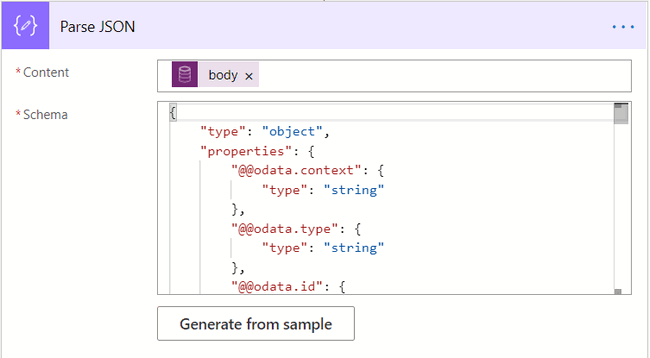 Parse JSON
...
* Content
body ×
* Schema
{
"type": "object",
"properties": {
"@@odata.context": {
"type": "string"
},
"@@odata.type": {
"type": "string"
},
"@@odata.id": {
Generate from sample